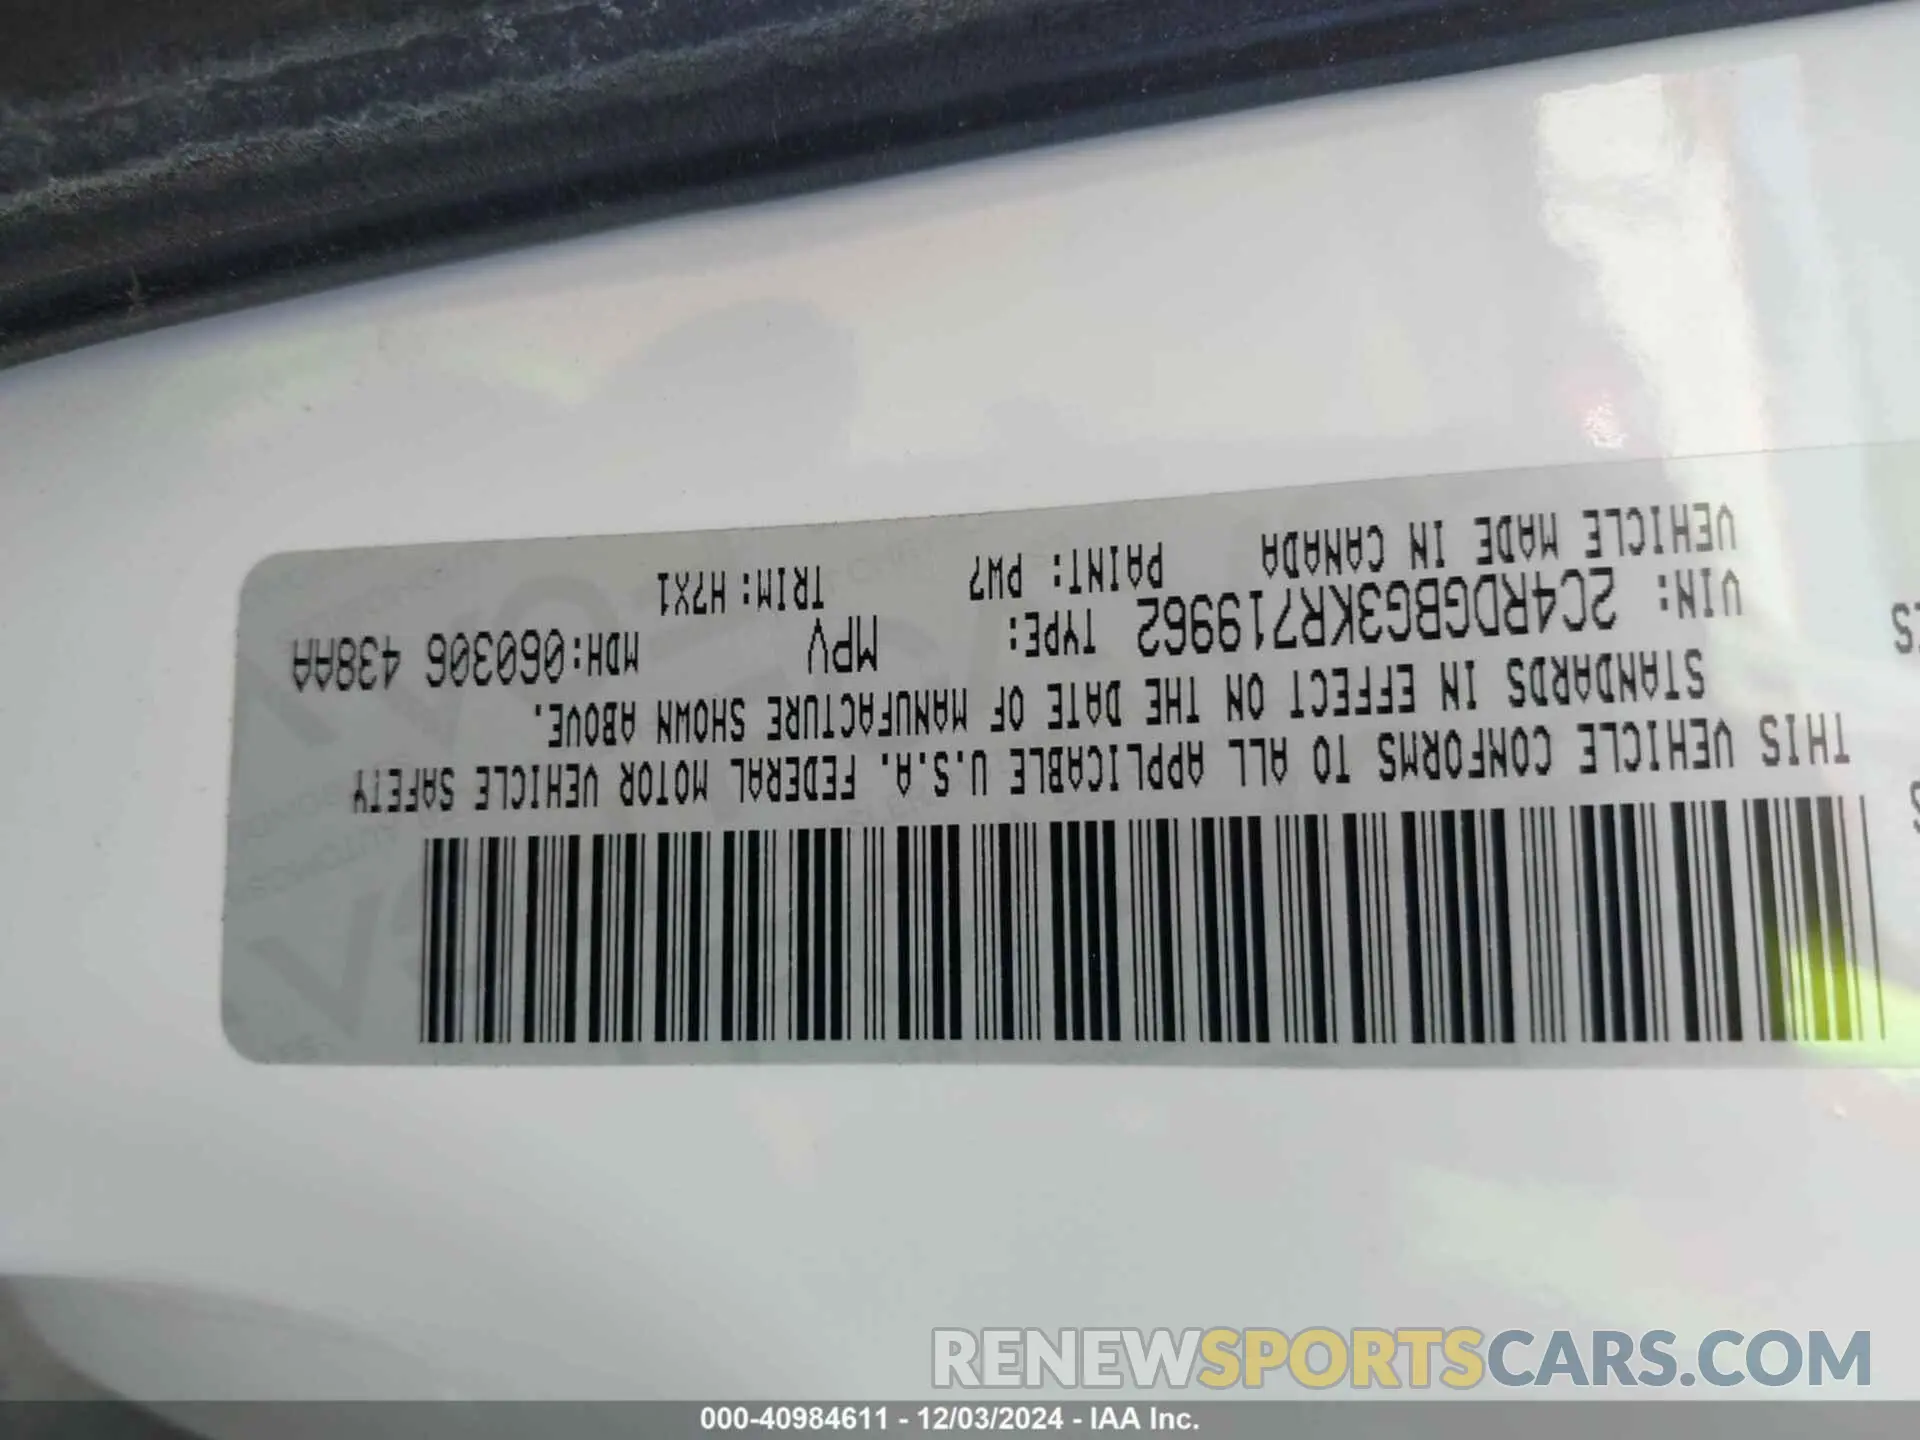 THIS VEHICLE CONFORMS TO ALL APPLICABLE U.S.A. FEDERAL MOTOR VEHICLE SAFETY
STANDARDS IN EFFECT ON THE DATE OF MANUFACTURE SHOWN ABOVE.
VIN: 2C4RDGBG3KR719962 TYPE: MPV MDH:060306 438AA
VEHICLE MADE IN CANADA PAINT: PW7 TRIM: H7X1
RENEWSPORTSCARS.COM
000-40984611 - 12/03/2024 - IAA Inc.